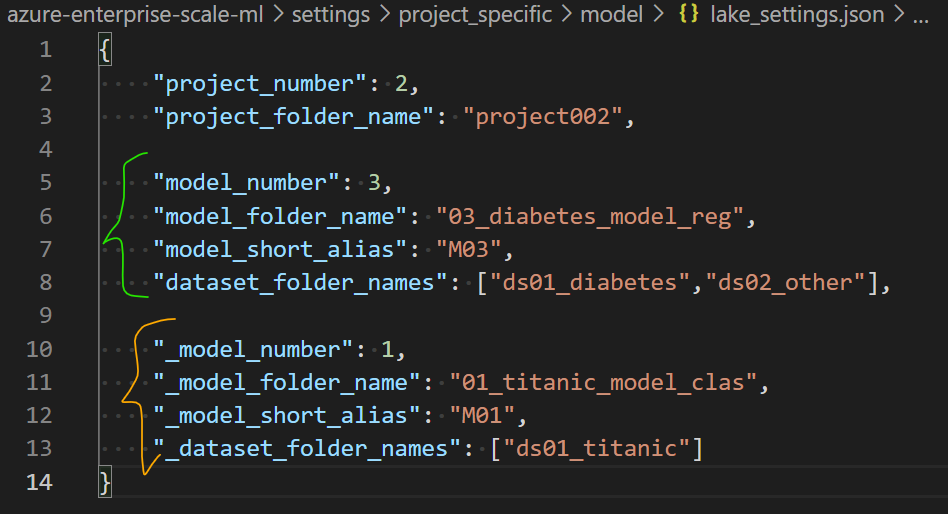 azure-enterprise-scale-ml > settings > project_specific > model > {} lake_settings.json > ...
1 {
2 "project_number": 2,
3 "project_folder_name": "project002",
4
5 "model_number": 3,
6 "model_folder_name": "03_diabetes_model_reg",
7 "model_short_alias": "M03",
8 "dataset_folder_names": ["ds01_diabetes","ds02_other"],
9
10 "_model_number": 1,
11 "_model_folder_name": "01_titanic_model_clas",
12 "_model_short_alias": "M01",
13 "_dataset_folder_names": ["ds01_titanic"]
14 }